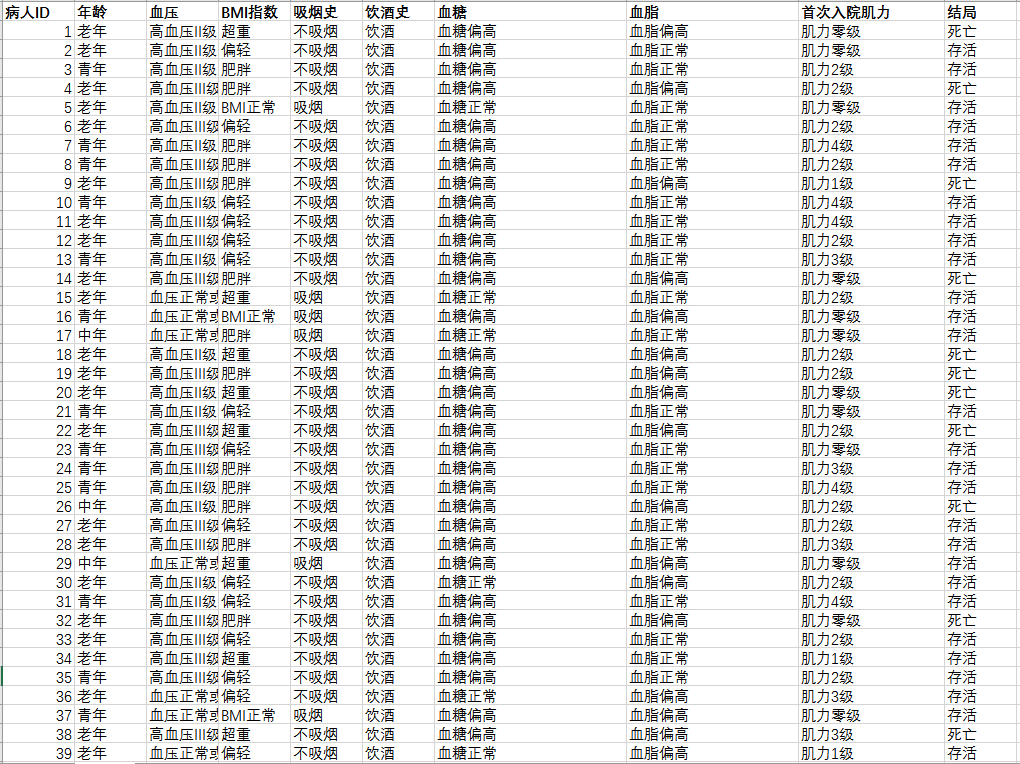 病人ID 年龄 血压 BMI指数 吸烟史 饮酒史 血糖 血脂 首次入院肌力 结局
1 老年 高血压II级 超重 不吸烟 饮酒 血糖偏高 血脂偏高 肌力零级 死亡
2 老年 高血压II级 偏轻 不吸烟 饮酒 血糖偏高 血脂正常 肌力零级 存活
3 青年 高血压II级 肥胖 不吸烟 饮酒 血糖偏高 血脂正常 肌力2级 存活
4 老年 高血压III级 肥胖 不吸烟 饮酒 血糖偏高 血脂偏高 肌力2级 死亡
5 老年 高血压II级 BMI正常 吸烟 饮酒 血糖正常 血脂正常 肌力零级 存活
6 老年 高血压III级 偏轻 不吸烟 饮酒 血糖偏高 血脂正常 肌力2级 存活
7 青年 高血压II级 肥胖 不吸烟 饮酒 血糖偏高 血脂正常 肌力4级 存活
8 青年 高血压III级 肥胖 不吸烟 饮酒 血糖偏高 血脂正常 肌力2级 存活
9 老年 高血压III级 肥胖 不吸烟 饮酒 血糖偏高 血脂偏高 肌力1级 死亡
10 青年 高血压II级 偏轻 不吸烟 饮酒 血糖偏高 血脂正常 肌力4级 存活
11 老年 高血压III级 偏轻 不吸烟 饮酒 血糖偏高 血脂正常 肌力4级 存活
12 老年 高血压III级 偏轻 不吸烟 饮酒 血糖偏高 血脂正常 肌力2级 存活
13 青年 高血压II级 偏轻 不吸烟 饮酒 血糖偏高 血脂正常 肌力3级 存活
14 老年 高血压III级 肥胖 不吸烟 饮酒 血糖偏高 血脂偏高 肌力零级 死亡
15 老年 血压正常或 超重 吸烟 饮酒 血糖正常 血脂正常 肌力2级 存活
16 青年 血压正常或 BMI正常 吸烟 饮酒 血糖偏高 血脂偏高 肌力零级 存活
17 中年 血压正常或 肥胖 吸烟 饮酒 血糖正常 血脂正常 肌力零级 存活
18 老年 高血压II级 超重 不吸烟 饮酒 血糖偏高 血脂偏高 肌力2级 死亡
19 老年 高血压III级 肥胖 不吸烟 饮酒 血糖偏高 血脂偏高 肌力2级 死亡
20 老年 高血压II级 超重 不吸烟 饮酒 血糖偏高 血脂偏高 肌力零级 死亡
21 青年 高血压II级 偏轻 不吸烟 饮酒 血糖偏高 血脂正常 肌力零级 存活
22 老年 高血压III级 超重 不吸烟 饮酒 血糖偏高 血脂偏高 肌力2级 死亡
23 青年 高血压III级 偏轻 不吸烟 饮酒 血糖偏高 血脂正常 肌力零级 存活
24 青年 高血压III级 肥胖 不吸烟 饮酒 血糖偏高 血脂正常 肌力3级 存活
25 青年 高血压II级 肥胖 不吸烟 饮酒 血糖偏高 血脂正常 肌力4级 存活
26 中年 高血压II级 肥胖 不吸烟 饮酒 血糖偏高 血脂偏高 肌力2级 死亡
27 老年 高血压III级 偏轻 不吸烟 饮酒 血糖偏高 血脂正常 肌力2级 存活
28 老年 高血压III级 肥胖 不吸烟 饮酒 血糖偏高 血脂正常 肌力3级 存活
29 中年 血压正常或 超重 吸烟 饮酒 血糖偏高 血脂偏高 肌力零级 存活
30 老年 高血压II级 偏轻 不吸烟 饮酒 血糖正常 血脂偏高 肌力2级 存活
31 青年 高血压II级 偏轻 不吸烟 饮酒 血糖偏高 血脂正常 肌力4级 存活
32 老年 高血压III级 肥胖 不吸烟 饮酒 血糖偏高 血脂偏高 肌力零级 死亡
33 老年 高血压III级 偏轻 不吸烟 饮酒 血糖偏高 血脂正常 肌力2级 存活
34 老年 高血压III级 超重 不吸烟 饮酒 血糖偏高 血脂正常 肌力1级 存活
35 青年 高血压III级 偏轻 不吸烟 饮酒 血糖偏高 血脂正常 肌力2级 存活
36 老年 血压正常或 偏轻 不吸烟 饮酒 血糖正常 血脂偏高 肌力3级 存活
37 青年 血压正常或 BMI正常 吸烟 饮酒 血糖偏高 血脂偏高 肌力零级 存活
38 老年 高血压III级 超重 不吸烟 饮酒 血糖偏高 血脂偏高 肌力3级 死亡
39 老年 血压正常或 偏轻 不吸烟 饮酒 血糖正常 血脂偏高 肌力1级 存活